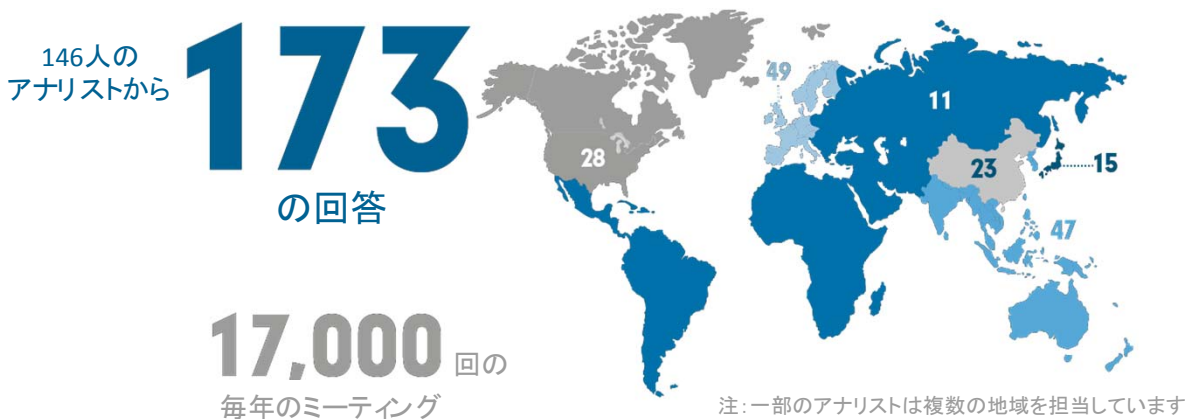 146人の
アナリストから
173
の回答
17,000 回の
毎年のミーティング
49
11
28
23
15
47
注:一部のアナリストは複数の地域を担当しています